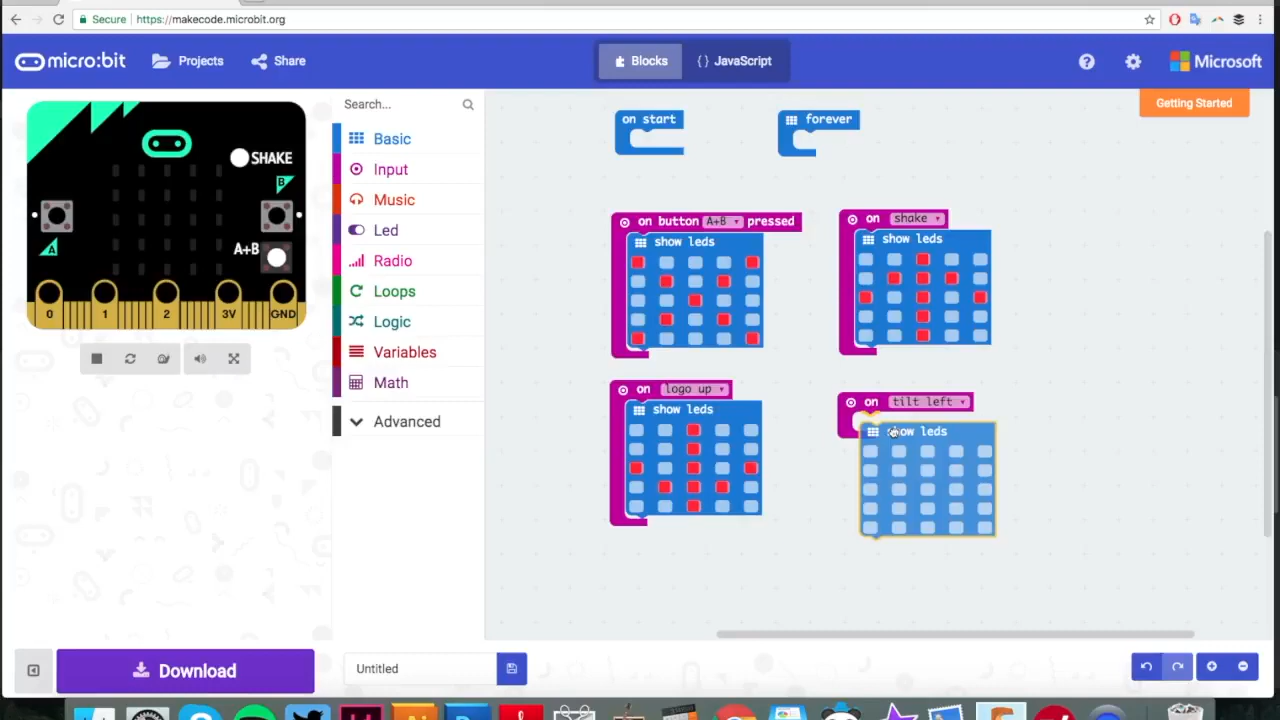 Secure https://makecode.microbit.org
micro:bit Projects Share Blocks {} JavaScript Microsoft
Getting Started
Search...
Basic
Input
Music
Led
Radio
Loops
Logic
Variables
Math
Advanced
SHAKE
B
A
A+B
0 1 2 3V GND
on start
forever
on button A+B pressed
show leds
on shake
show leds
on logo up
show leds
on tilt left
show leds
Download
Untitled